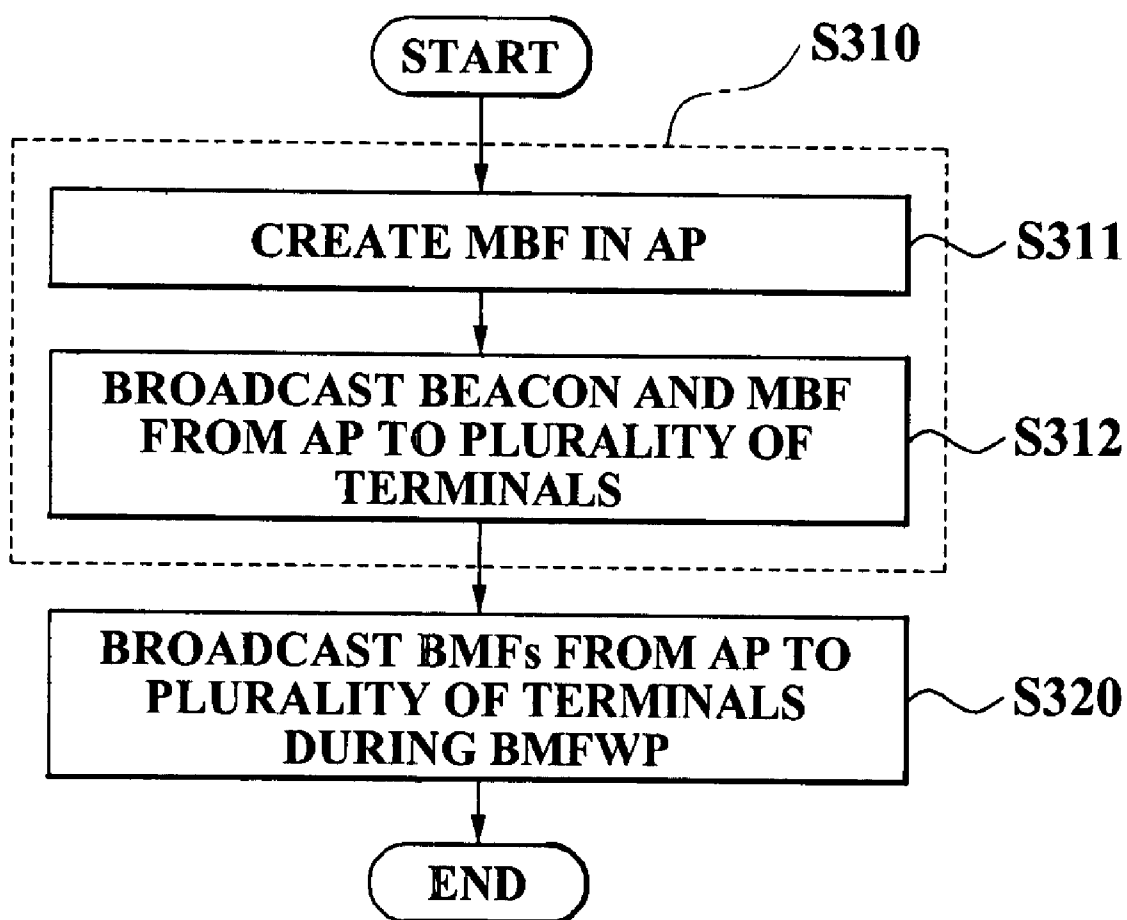 START
S310
CREATE MBF IN AP
S311
BROADCAST BEACON AND MBF
FROM AP TO PLURALITY OF
TERMINALS
S312
BROADCAST BMFs FROM AP TO
PLURALITY OF TERMINALS
DURING BMFWP
S320
END